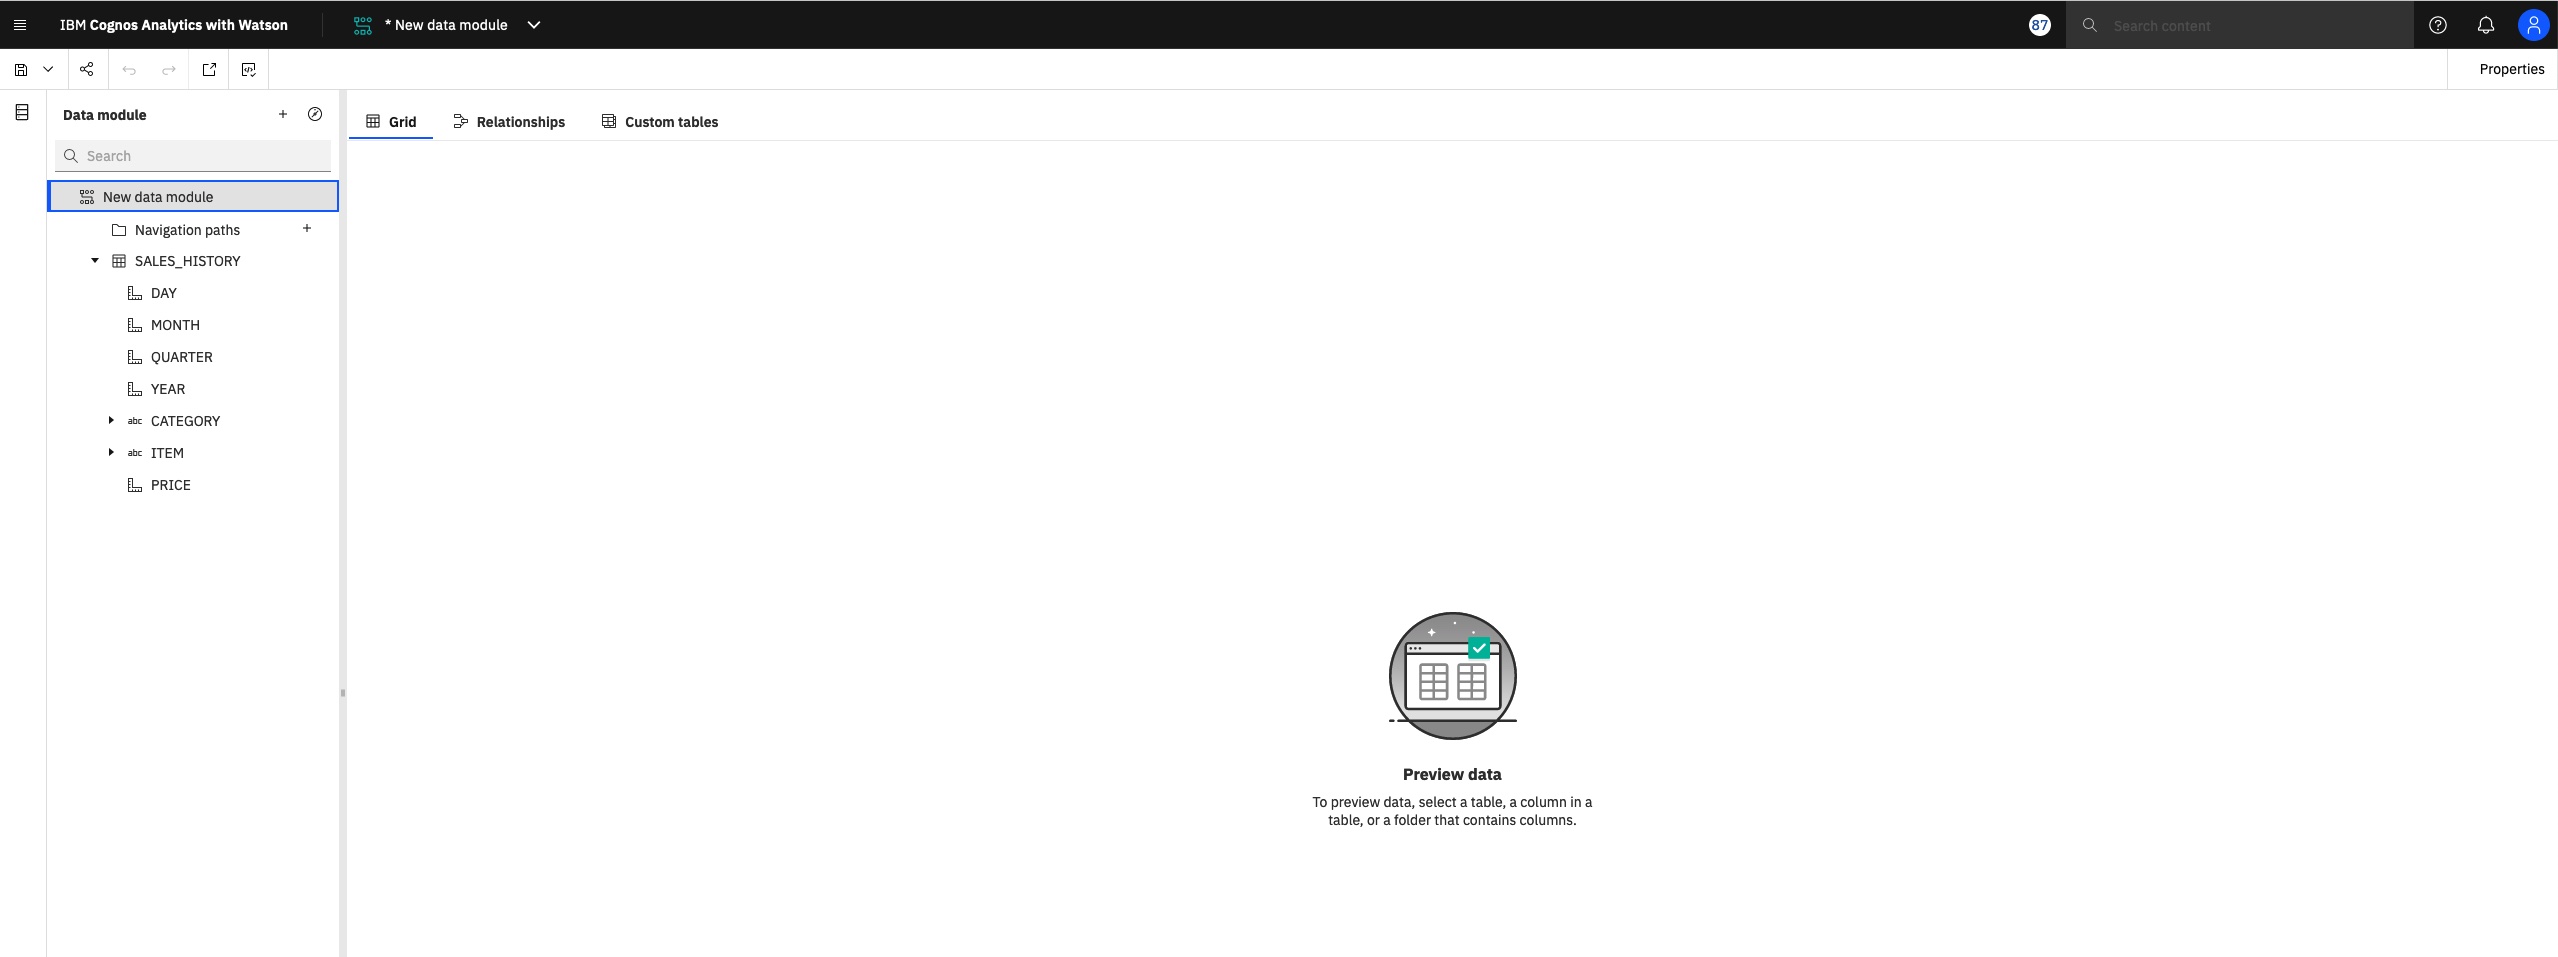 IBM Cognos Analytics with Watson
* New data module
87
Search content
Properties
Data module
Search
New data module
Navigation paths
SALES_HISTORY
DAY
MONTH
QUARTER
YEAR
abc CATEGORY
abc ITEM
PRICE
Grid
Relationships
Custom tables
Preview data
To preview data, select a table, a column in a
table, or a folder that contains columns.